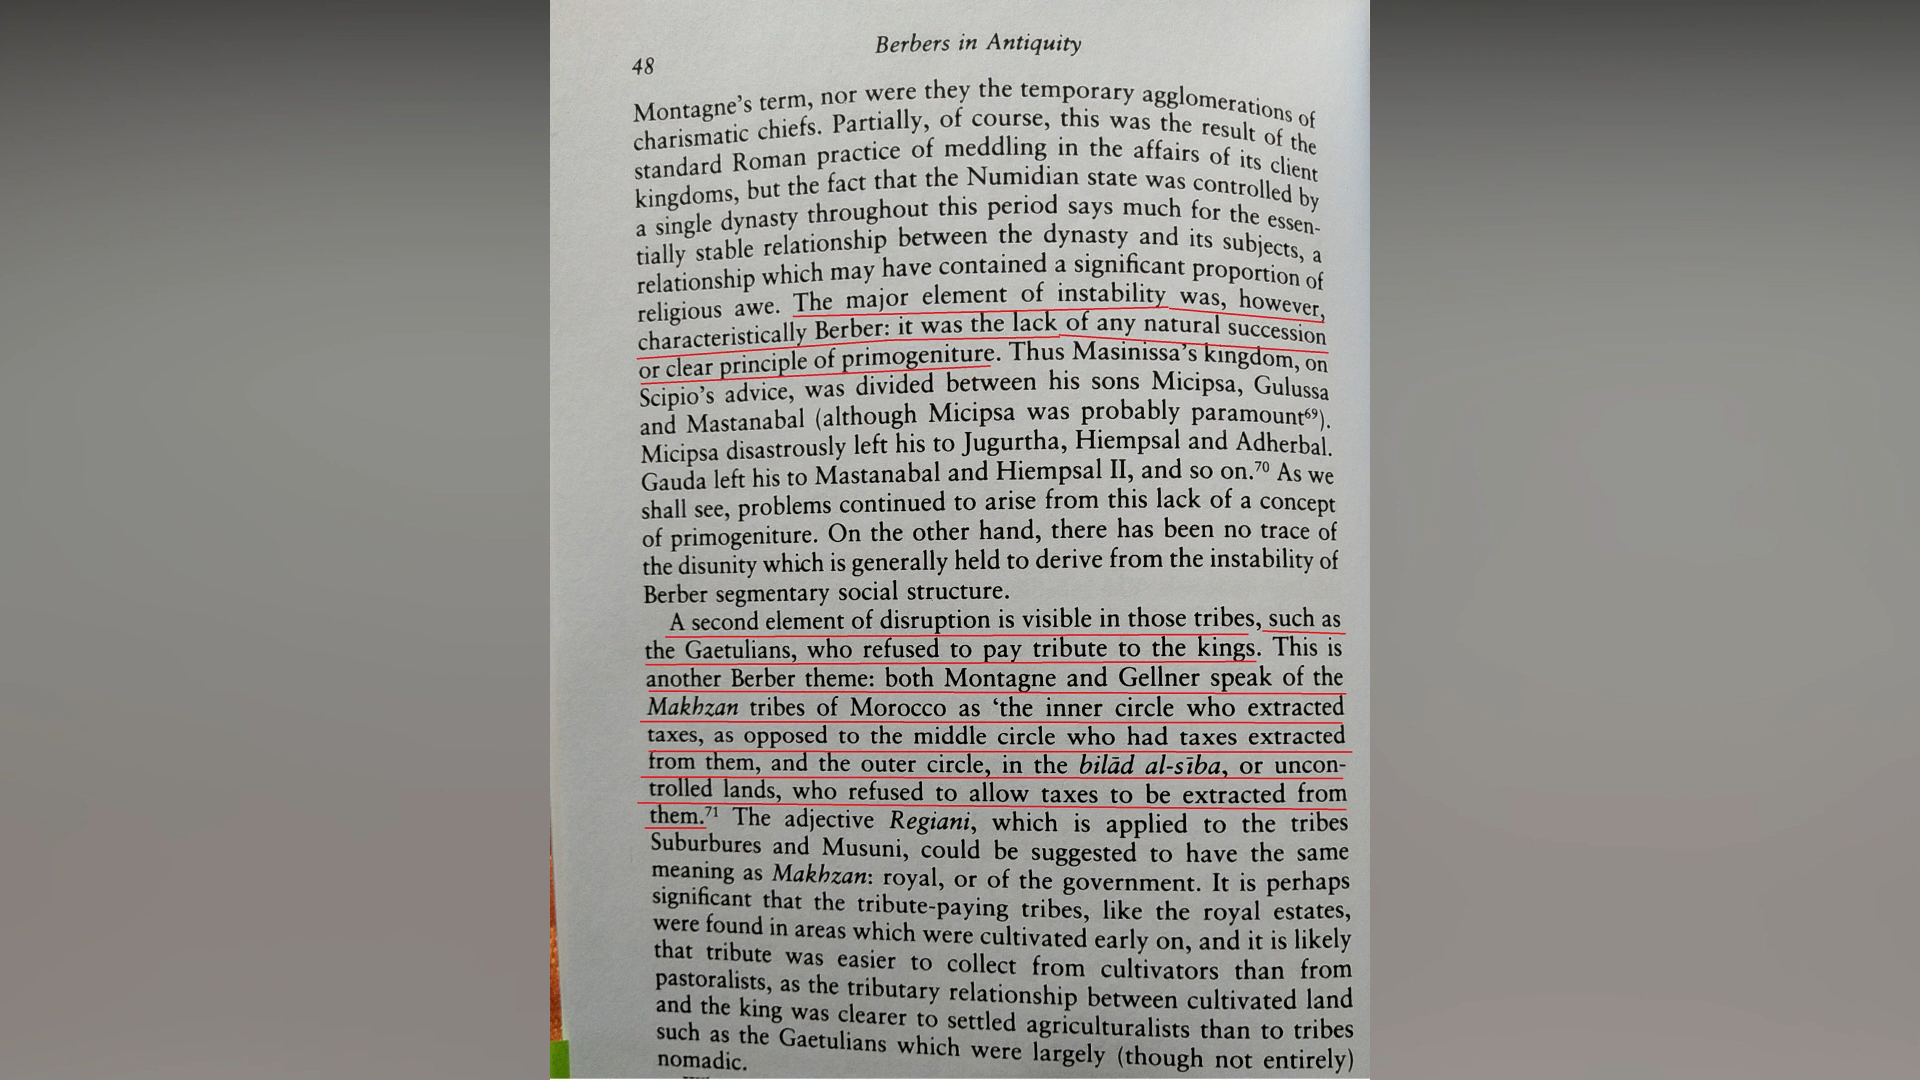 Berbers in Antiquity
48
Montagne's term, nor were they the temporary agglomerations of
charismatic chiefs. Partially, of course, this was the result of the
standard Roman practice of meddling in the affairs of its client
kingdoms, but the fact that the Numidian state was controlled by
a single dynasty throughout this period says much for the essen-
tially stable relationship between the dynasty and its subjects, a
relationship which may have contained a significant proportion of
religious awe. The major element of instability was, however,
characteristically Berber: it was the lack of any natural succession
or clear principle of primogeniture. Thus Masinissa's kingdom, on
Scipio's advice, was divided between his sons Micipsa, Gulussa
and Mastanabal (although Micipsa was probably paramount⁶⁹).
Micipsa disastrously left his to Jugurtha, Hiempsal and Adherbal.
Gauda left his to Mastanabal and Hiempsal II, and so on.⁷⁰ As we
shall see, problems continued to arise from this lack of a concept
of primogeniture. On the other hand, there has been no trace of
the disunity which is generally held to derive from the instability of
Berber segmentary social structure.
A second element of disruption is visible in those tribes, such as
the Gaetulians, who refused to pay tribute to the kings. This is
another Berber theme: both Montagne and Gellner speak of the
Makhzan tribes of Morocco as 'the inner circle who extracted
taxes, as opposed to the middle circle who had taxes extracted
from them, and the outer circle, in the bilād al-sība, or uncon-
trolled lands, who refused to allow taxes to be extracted from
them.⁷¹ The adjective Regiani, which is applied to the tribes
Suburbures and Musuni, could be suggested to have the same
meaning as Makhzan: royal, or of the government. It is perhaps
significant that the tribute-paying tribes, like the royal estates,
were found in areas which were cultivated early on, and it is likely
that tribute was easier to collect from cultivators than from
pastoralists, as the tributary relationship between cultivated land
and the king was clearer to settled agriculturalists than to tribes
such as the Gaetulians which were largely (though not entirely)
nomadic.